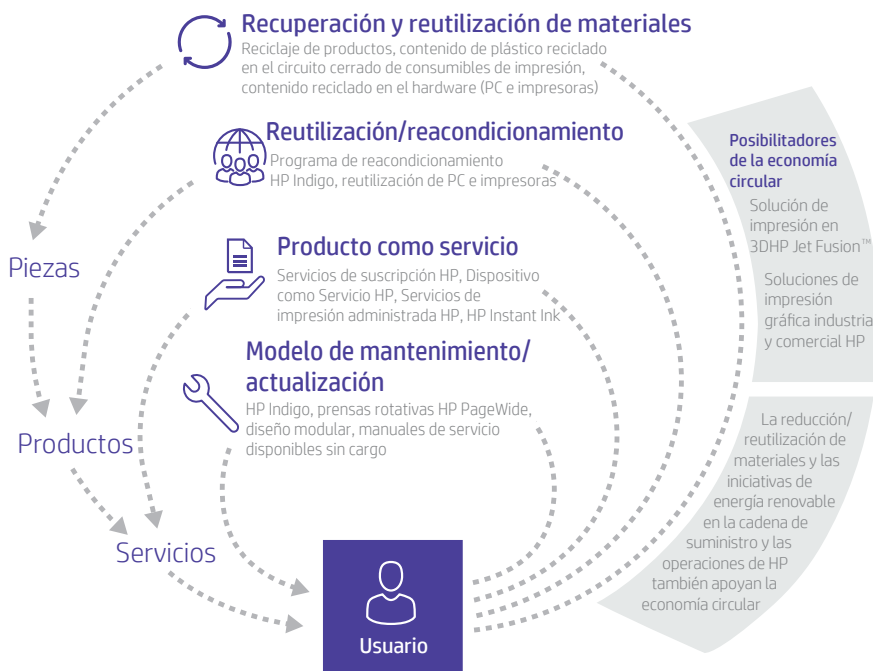 Recuperación y reutilización de materiales
Reciclaje de productos, contenido de plástico reciclado
en el circuito cerrado de consumibles de impresión,
contenido reciclado en el hardware (PC e impresoras)
Reutilización/reacondicionamiento
Programa de reacondicionamiento
HP Indigo, reutilización de PC e impresoras
Producto como servicio
Servicios de suscripción HP, Dispositivo
como Servicio HP, Servicios de
impresión administrada HP, HP Instant Ink
Modelo de mantenimiento/
actualización
HP Indigo, prensas rotativas HP PageWide,
diseño modular, manuales de servicio
disponibles sin cargo
Piezas
Productos
Servicios
Usuario
Posibilitadores
de la economía
circular
Solución de
impresión en
3DHP Jet Fusion™
Soluciones de
impresión
gráfica industria
y comercial HP
La reducción/
reutilización de
materiales y las
iniciativas de
energía renovable
en la cadena de
suministro y las
operaciones de HP
también apoyan la
economía circular